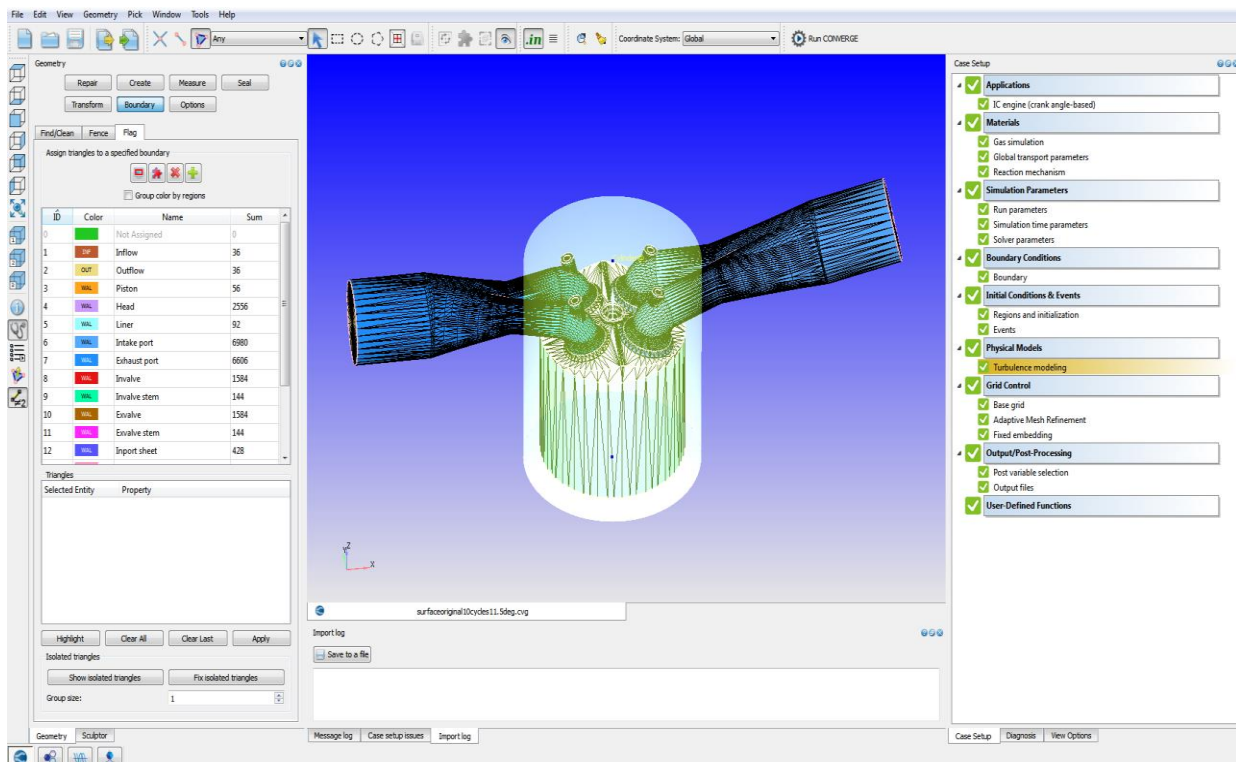 File Edit View Geometry Pick Window Tools Help
Any
.in
Coordinate System: Global
Run CONVERGE
Geometry
Repair Create Measure Seal
Transform Boundary Options
Find/Clean Fence Flag
Assign triangles to a specified boundary
Group color by regions
ID Color Name Sum
0 Not Assigned 0
1 DIF Inflow 36
2 OUT Outflow 36
3 WAL Piston 56
4 WAL Head 2556
5 WAL Liner 92
6 WAL Intake port 6980
7 WAL Exhaust port 6606
8 WAL Invalve 1584
9 WAL Invalve stem 144
10 WAL Exvalve 1584
11 WAL Exvalve stem 144
12 WAL Inport sheet 428
Triangles
Selected Entity Property
Highlight Clear All Clear Last Apply
Isolated triangles
Show isolated triangles Fix isolated triangles
Group size: 1
Geometry Sculptor
Z
Y
X
surfaceoriginal10cycles11.5deg.cvg
Import log
Save to a file
Message log Case setup issues Import log
Case Setup
Applications
IC engine (crank angle-based)
Materials
Gas simulation
Global transport parameters
Reaction mechanism
Simulation Parameters
Run parameters
Simulation time parameters
Solver parameters
Boundary Conditions
Boundary
Initial Conditions & Events
Regions and initialization
Events
Physical Models
Turbulence modeling
Grid Control
Base grid
Adaptive Mesh Refinement
Fixed embedding
Output/Post-Processing
Post variable selection
Output files
User-Defined Functions
Case Setup Diagnosis View Options